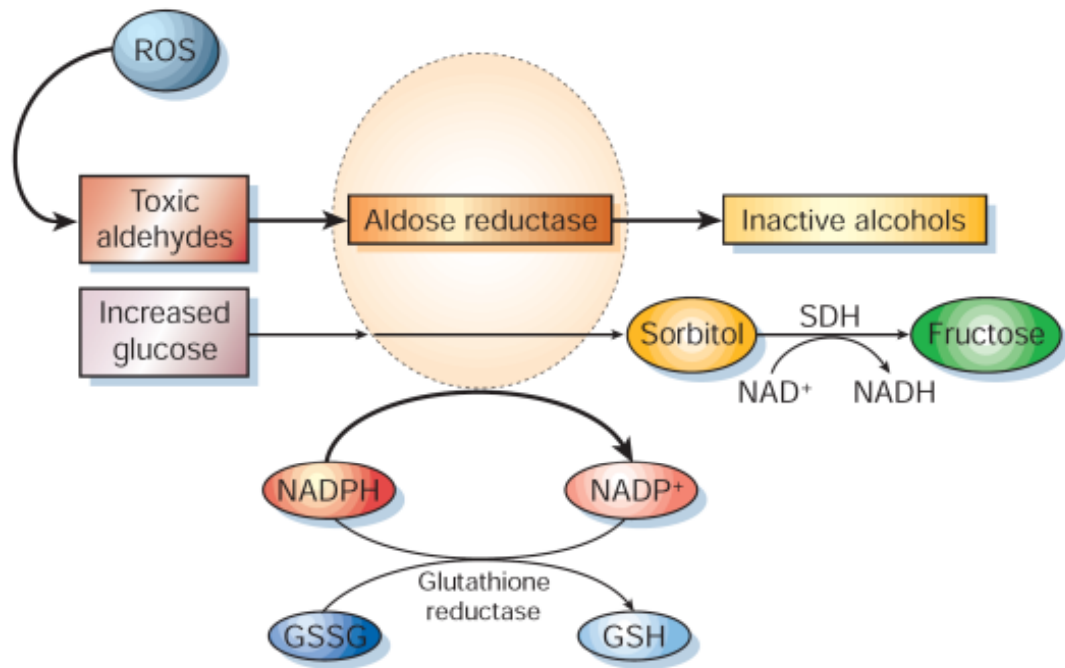 ROS
Toxic
aldehydes
Aldose reductase
Inactive alcohols
Increased
glucose
Sorbitol
SDH
Fructose
NAD⁺
NADH
NADPH
NADP⁺
Glutathione
reductase
GSSG
GSH